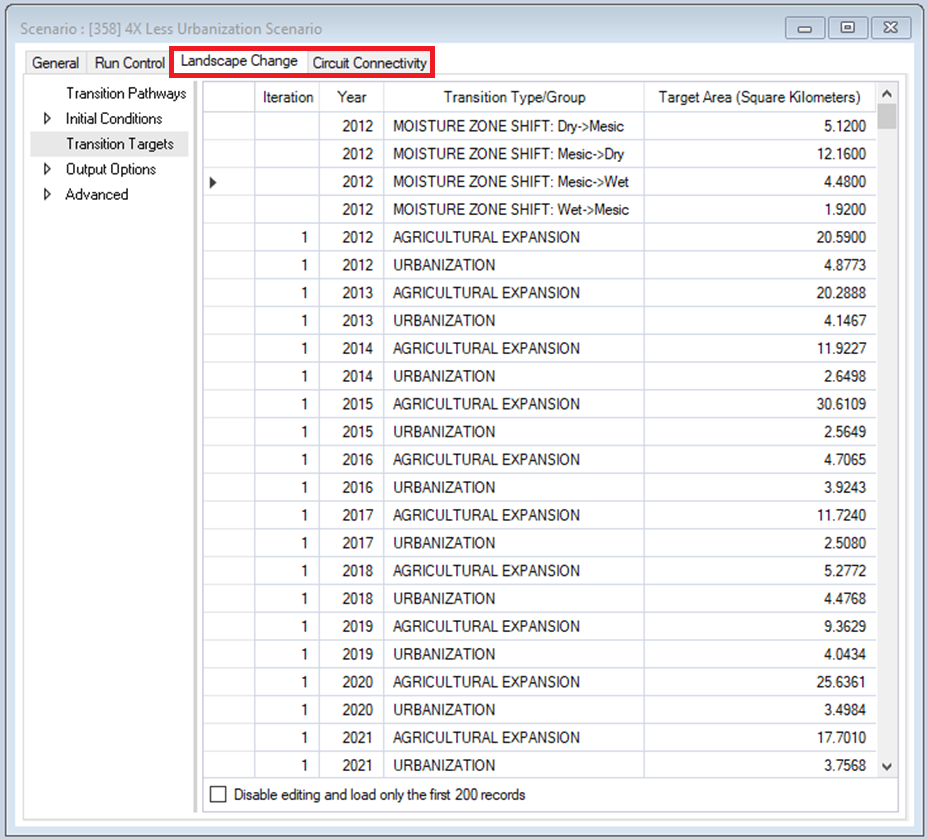 Scenario : [358] 4X Less Urbanization Scenario
General Run Control Landscape Change Circuit Connectivity
Transition Pathways
Initial Conditions
Transition Targets
Output Options
Advanced
Iteration Year Transition Type/Group Target Area (Square Kilometers)
2012 MOISTURE ZONE SHIFT: Dry->Mesic 5.1200
2012 MOISTURE ZONE SHIFT: Mesic->Dry 12.1600
2012 MOISTURE ZONE SHIFT: Mesic->Wet 4.4800
2012 MOISTURE ZONE SHIFT: Wet->Mesic 1.9200
1 2012 AGRICULTURAL EXPANSION 20.5900
1 2012 URBANIZATION 4.8773
1 2013 AGRICULTURAL EXPANSION 20.2888
1 2013 URBANIZATION 4.1467
1 2014 AGRICULTURAL EXPANSION 11.9227
1 2014 URBANIZATION 2.6498
1 2015 AGRICULTURAL EXPANSION 30.6109
1 2015 URBANIZATION 2.5649
1 2016 AGRICULTURAL EXPANSION 4.7065
1 2016 URBANIZATION 3.9243
1 2017 AGRICULTURAL EXPANSION 11.7240
1 2017 URBANIZATION 2.5080
1 2018 AGRICULTURAL EXPANSION 5.2772
1 2018 URBANIZATION 4.4768
1 2019 AGRICULTURAL EXPANSION 9.3629
1 2019 URBANIZATION 4.0434
1 2020 AGRICULTURAL EXPANSION 25.6361
1 2020 URBANIZATION 3.4984
1 2021 AGRICULTURAL EXPANSION 17.7010
1 2021 URBANIZATION 3.7568
Disable editing and load only the first 200 records